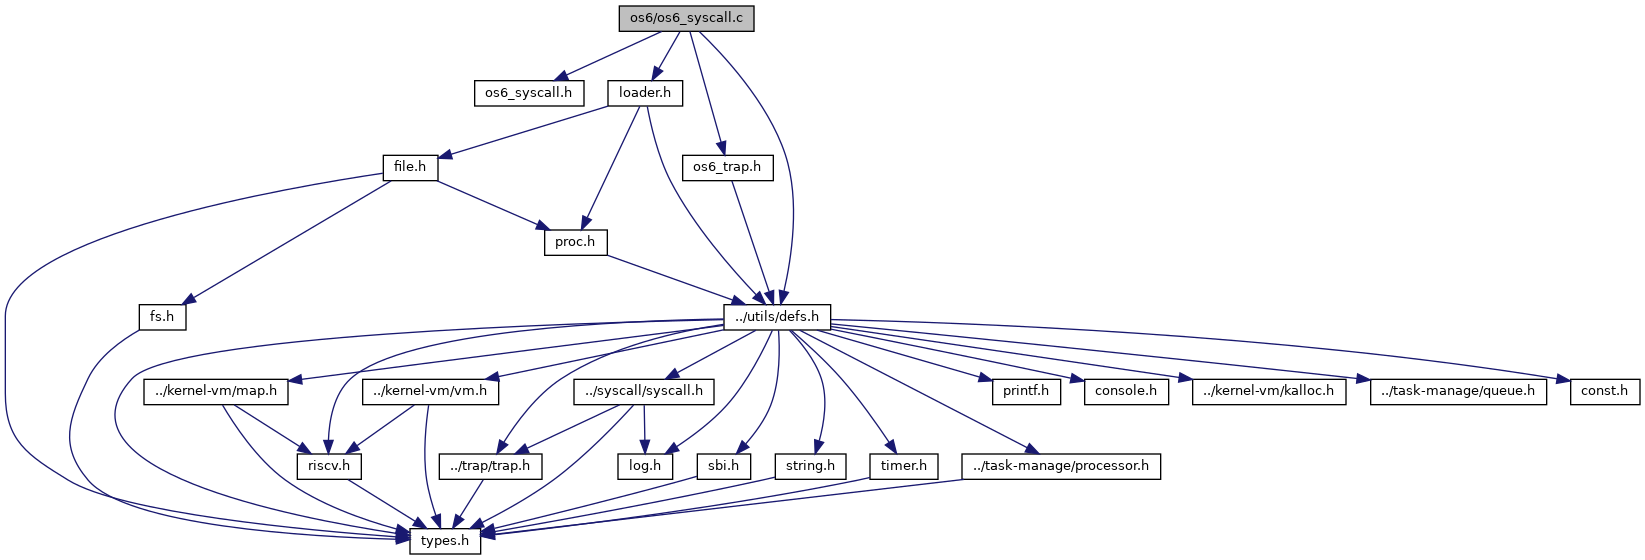 os6/os6_syscall.c
os6_syscall.h
loader.h
file.h
os6_trap.h
proc.h
fs.h
../utils/defs.h
../kernel-vm/map.h
../kernel-vm/vm.h
../syscall/syscall.h
printf.h
console.h
../kernel-vm/kalloc.h
../task-manage/queue.h
const.h
riscv.h
../trap/trap.h
log.h
sbi.h
string.h
timer.h
../task-manage/processor.h
types.h